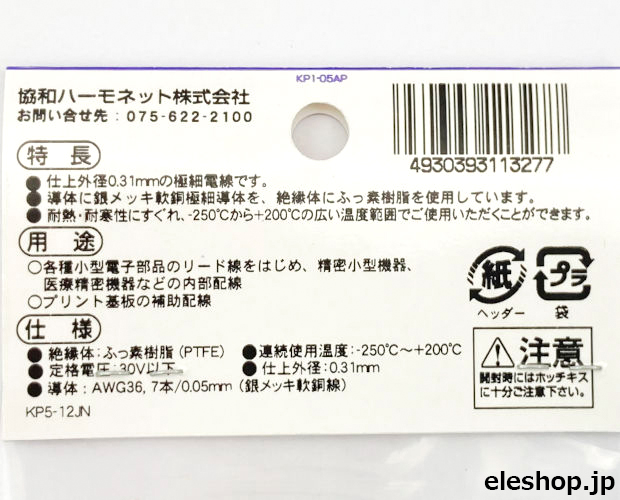 KP1-05AP
協和ハーモネット株式会社
お問い合せ先：075-622-2100
4930393113277
特長
●仕上外径0.31mmの極細電線です。
●導体に銀メッキ軟銅極細導体を、絶縁体にふっ素樹脂を使用しています。
●耐熱・耐寒性にすぐれ、-250℃から+200℃の広い温度範囲でご使用いただくことができます。
用途
○各種小型電子部品のリード線をはじめ、精密小型機器、
医療精密機器などの内部配線
○プリント基板の補助配線
紙
ヘッダー
プラ
袋
仕様
●絶縁体：ふっ素樹脂（PTFE）
●連続使用温度：-250℃～+200℃
●定格電圧：30V以下
●仕上外径：0.31mm
●導体：AWG36, 7本/0.05mm（銀メッキ軟銅線）
注意
開封時にはホッチキス
に十分ご注意下さい。
KP5-12JN
eleshop.jp